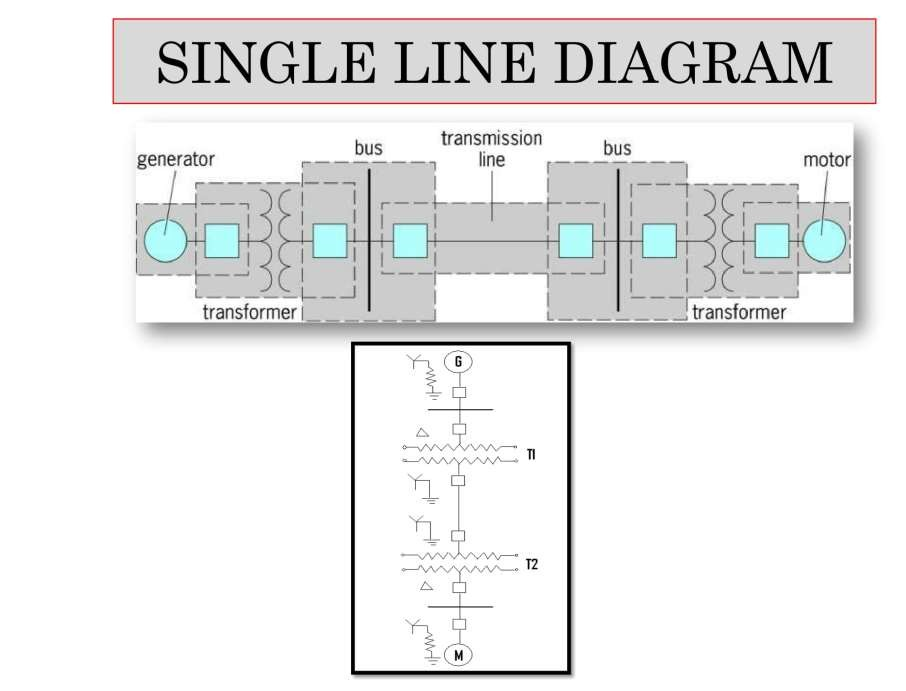 SINGLE LINE DIAGRAM
generator
bus
transmission
line
bus
motor
transformer
transformer
G
T1
T2
M